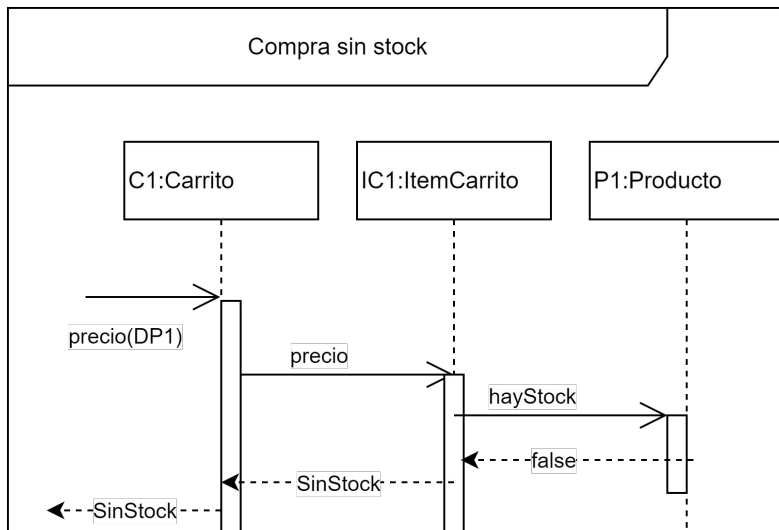 Compra sin stock
C1:Carrito
IC1:ItemCarrito
P1:Producto
precio(DP1)
precio
hayStock
false
SinStock
SinStock